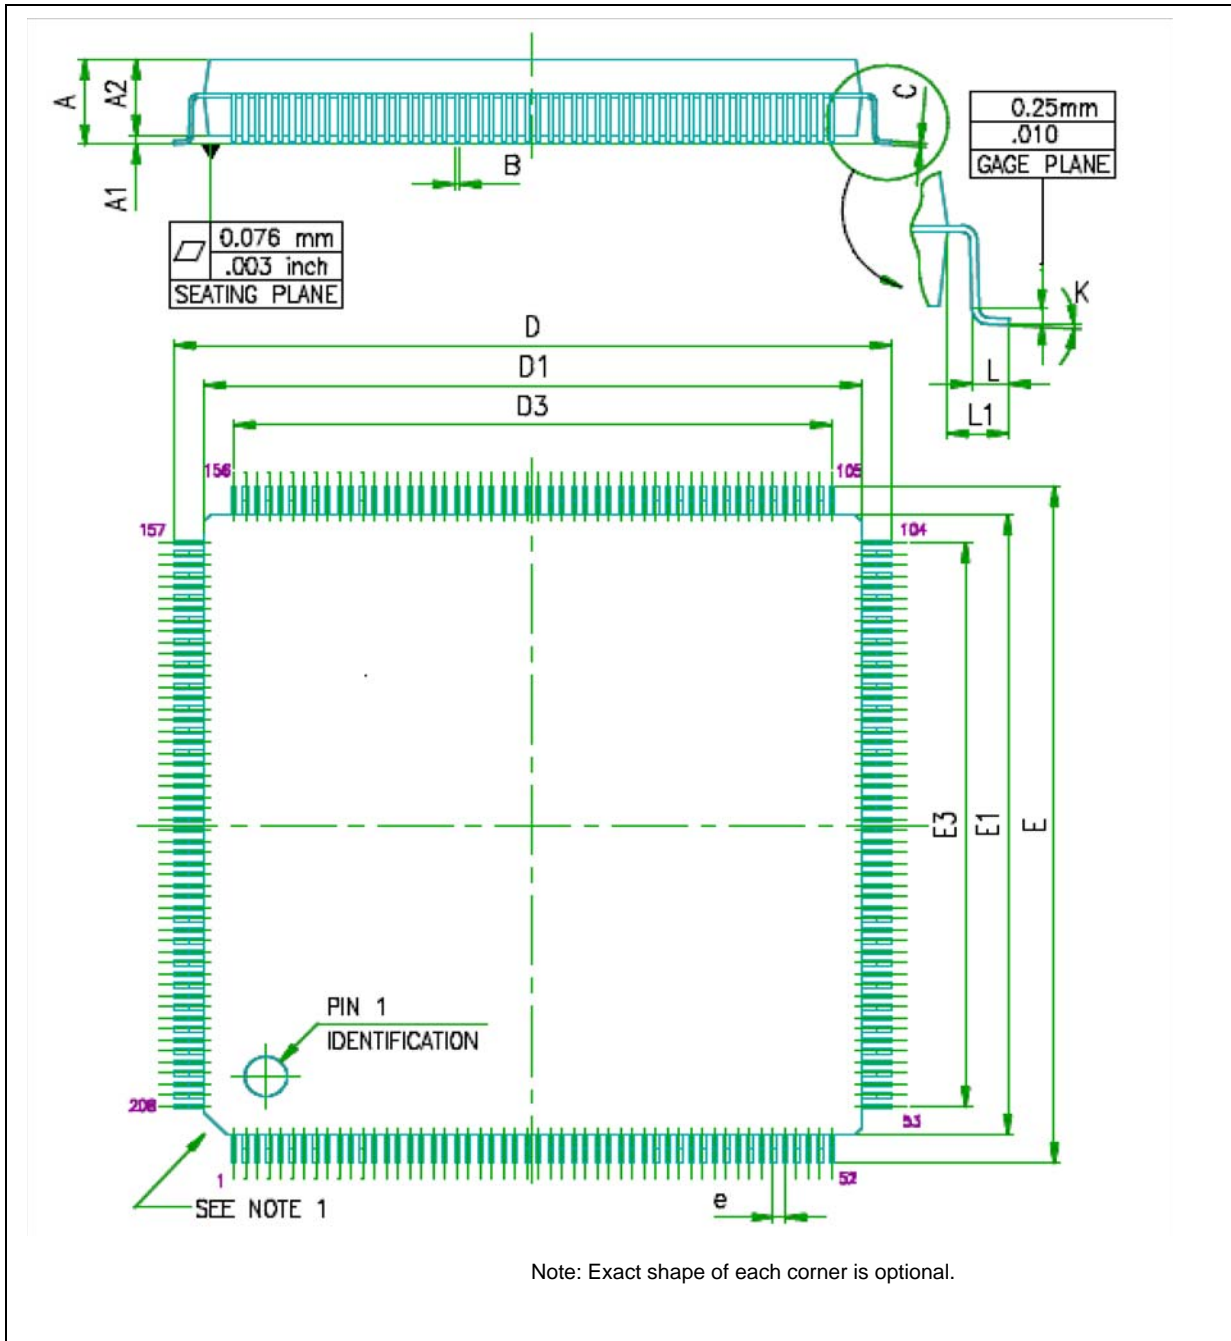 A
A2
A1
B
C
0.25mm
.010
GAGE PLANE
0.076 mm
.003 inch
SEATING PLANE
K
L
L1
D
D1
D3
156
105
157
104
E3
E1
E
PIN 1
IDENTIFICATION
208
53
1
52
SEE NOTE 1
e
Note: Exact shape of each corner is optional.